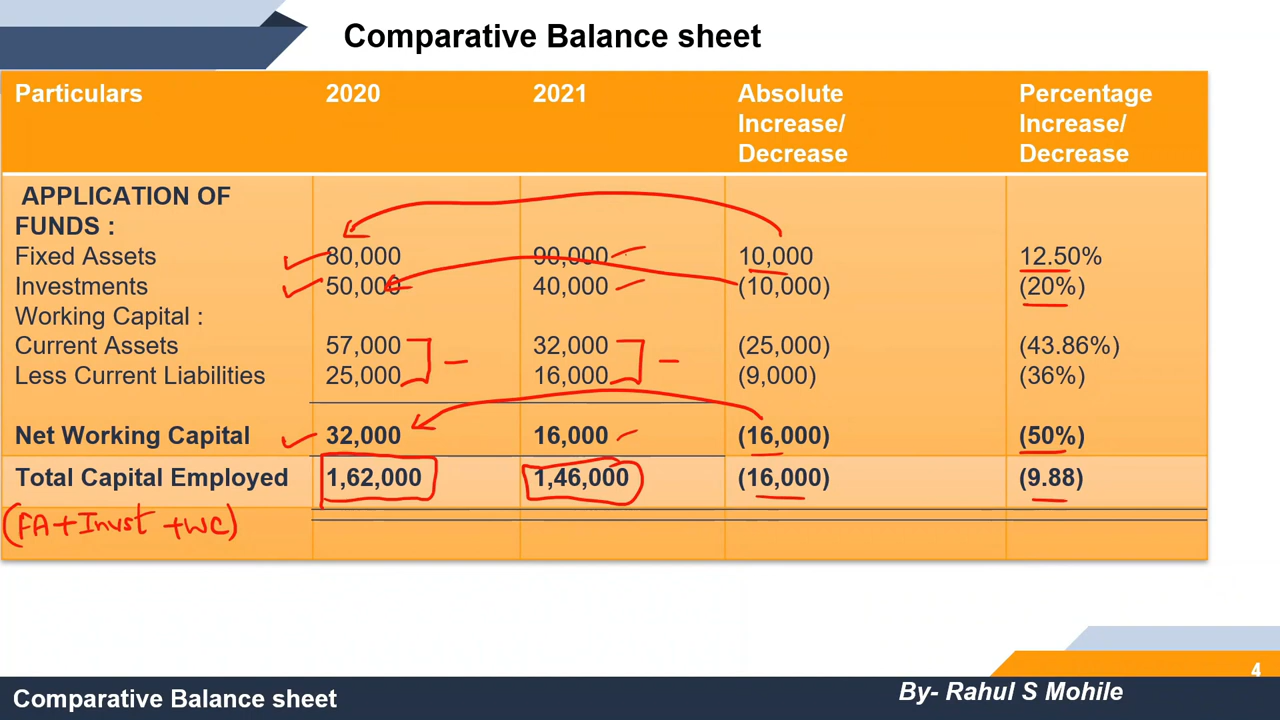 Comparative Balance sheet
Particulars 2020 2021 Absolute Increase/ Decrease Percentage Increase/ Decrease
APPLICATION OF
FUNDS :
Fixed Assets 80,000 90,000 10,000 12.50%
Investments 50,000 40,000 (10,000) (20%)
Working Capital :
Current Assets 57,000 32,000 (25,000) (43.86%)
Less Current Liabilities 25,000 16,000 (9,000) (36%)
Net Working Capital 32,000 16,000 (16,000) (50%)
Total Capital Employed 1,62,000 1,46,000 (16,000) (9.88)
(FA+Invst +WC)
4
Comparative Balance sheet
By- Rahul S Mohile